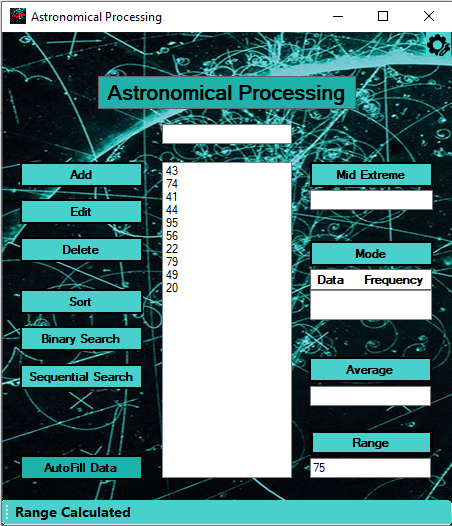 Astronomical Processing
Astronomical Processing
Add
Edit
Delete
Sort
Binary Search
Sequential Search
AutoFill Data
43
74
41
44
95
56
22
79
49
20
Mid Extreme
Mode
Data Frequency
Average
Range
75
Range Calculated